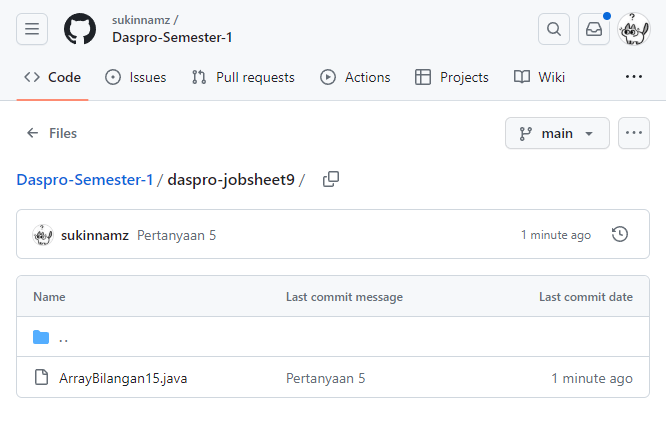 sukinnamz /
Daspro-Semester-1
Code Issues Pull requests Actions Projects Wiki
Files main
Daspro-Semester-1 / daspro-jobsheet9 /
sukinnamz Pertanyaan 5 1 minute ago
Name Last commit message Last commit date
..
ArrayBilangan15.java Pertanyaan 5 1 minute ago